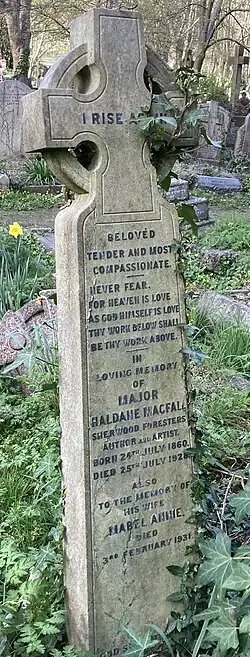 I RISE AGAIN
BELOVED
TENDER AND MOST
COMPASSIONATE.
NEVER FEAR.
FOR HEAVEN IS LOVE
AS GOD HIMSELF IS LOVE
THY WORK BELOW SHALL
BE THY WORK ABOVE.
IN
LOVING MEMORY
OF
MAJOR
HALDANE MACFALL
SHERWOOD FORESTERS
AUTHOR AND ARTIST.
BORN 24TH JULY 1860.
DIED 25TH JULY 1928.
ALSO
TO THE MEMORY OF
HIS WIFE
MABEL ANNIE.
DIED
3RD FEBRUARY 1931.
GOD